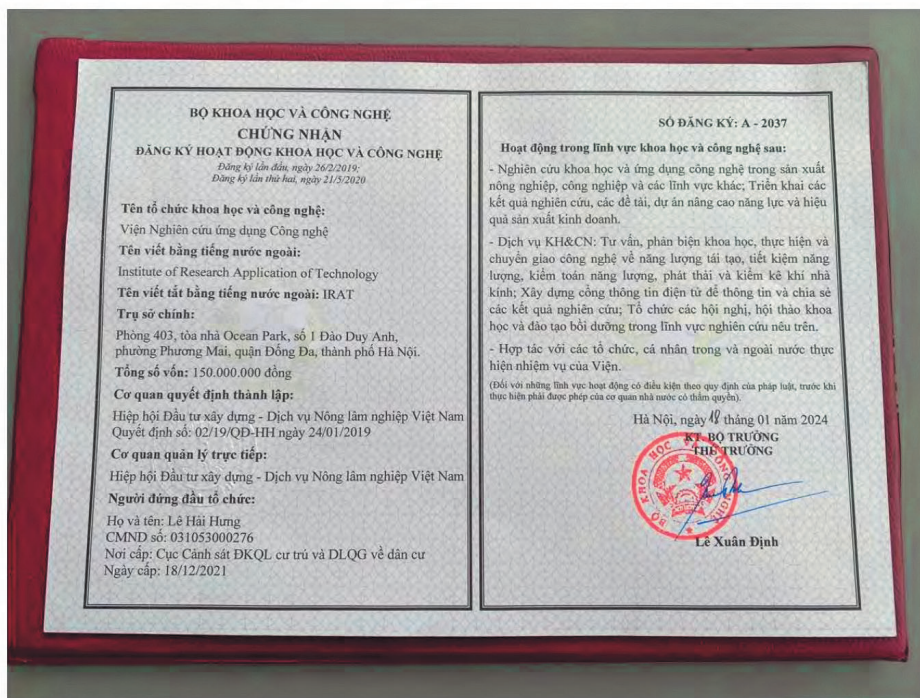 BỘ KHOA HỌC VÀ CÔNG NGHỆ
CHỨNG NHẬN
ĐĂNG KÝ HOẠT ĐỘNG KHOA HỌC VÀ CÔNG NGHỆ
Đăng ký lần đầu, ngày 26/2/2019;
Đăng ký lần thứ hai, ngày 21/5/2020
Tên tổ chức khoa học và công nghệ:
Viện Nghiên cứu ứng dụng Công nghệ
Tên viết bằng tiếng nước ngoài:
Institute of Research Application of Technology
Tên viết tắt bằng tiếng nước ngoài: IRAT
Trụ sở chính:
Phòng 403, tòa nhà Ocean Park, số 1 Đào Duy Anh,
phường Phương Mai, quận Đống Đa, thành phố Hà Nội.
Tổng số vốn: 150.000.000 đồng
Cơ quan quyết định thành lập:
Hiệp hội Đầu tư xây dựng - Dịch vụ Nông lâm nghiệp Việt Nam
Quyết định số: 02/19/QĐ-HH ngày 24/01/2019
Cơ quan quản lý trực tiếp:
Hiệp hội Đầu tư xây dựng - Dịch vụ Nông lâm nghiệp Việt Nam
Người đứng đầu tổ chức:
Họ và tên: Lê Hải Hưng
CMND số: 031053000276
Nơi cấp: Cục Cảnh sát ĐKQL cư trú và DLQG về dân cư
Ngày cấp: 18/12/2021
SỐ ĐĂNG KÝ: A - 2037
Hoạt động trong lĩnh vực khoa học và công nghệ sau:
- Nghiên cứu khoa học và ứng dụng công nghệ trong sản xuất
nông nghiệp, công nghiệp và các lĩnh vực khác; Triển khai các
kết quả nghiên cứu, các đề tài, dự án nâng cao năng lực và hiệu
quả sản xuất kinh doanh.
- Dịch vụ KH&CN: Tư vấn, phản biện khoa học, thực hiện và
chuyển giao công nghệ về năng lượng tái tạo, tiết kiệm năng
lượng, kiểm toán năng lượng, phát thải và kiểm kê khí nhà
kính; Xây dựng cổng thông tin điện tử để thông tin và chia sẻ
các kết quả nghiên cứu; Tổ chức các hội nghị, hội thảo khoa
học và đào tạo bồi dưỡng trong lĩnh vực nghiên cứu nêu trên.
- Hợp tác với các tổ chức, cá nhân trong và ngoài nước thực
hiện nhiệm vụ của Viện.
(Đối với những lĩnh vực hoạt động có điều kiện theo quy định của pháp luật, trước khi
thực hiện phải được phép của cơ quan nhà nước có thẩm quyền).
Hà Nội, ngày 18 tháng 01 năm 2024
KT. BỘ TRƯỞNG
THỨ TRƯỞNG
BỘ KHOA HỌC VÀ CÔNG NGHỆ
Lê Xuân Định